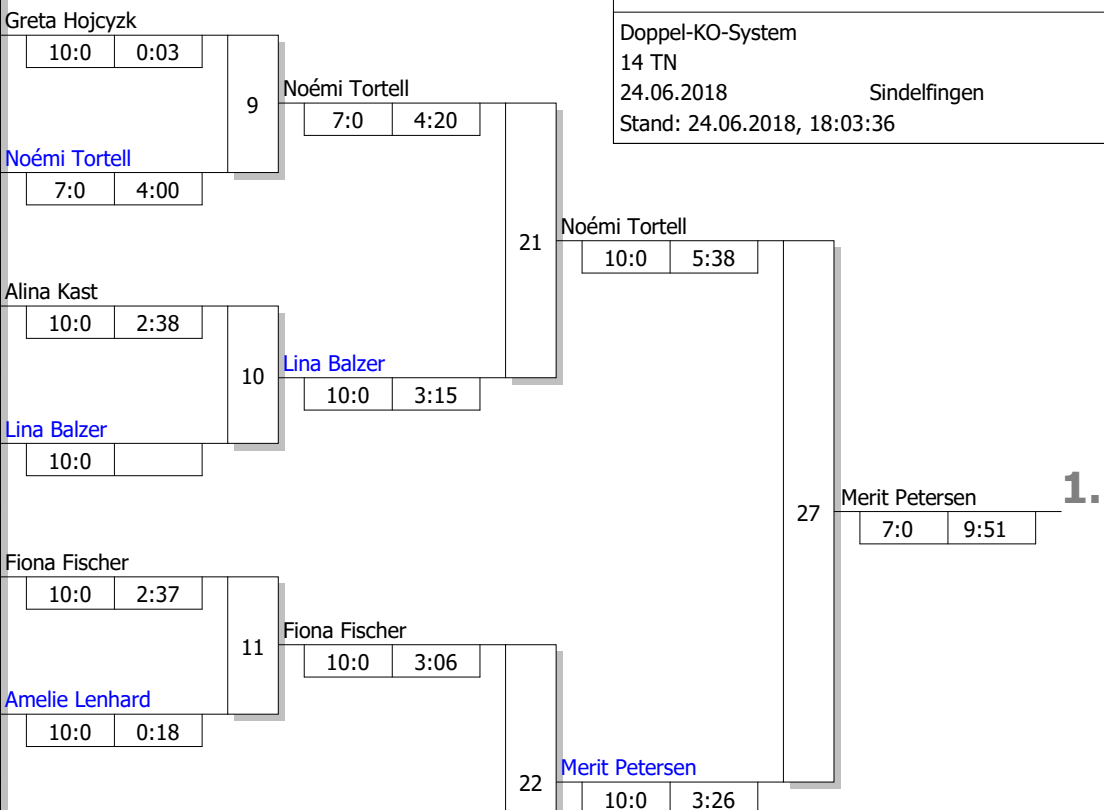 Greta Hojcyzk
10:0 0:03
9
Noémi Tortell
7:0 4:20
Noémi Tortell
7:0 4:00
Doppel-KO-System
14 TN
24.06.2018 Sindelfingen
Stand: 24.06.2018, 18:03:36
21
Noémi Tortell
10:0 5:38
Alina Kast
10:0 2:38
10
Lina Balzer
10:0 3:15
Lina Balzer
10:0
27
Merit Petersen
7:0 9:51
1.
Fiona Fischer
10:0 2:37
11
Fiona Fischer
10:0 3:06
Amelie Lenhard
10:0 0:18
22
Merit Petersen
10:0 3:26